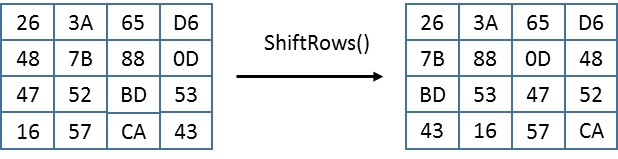 26 3A 65 D6
48 7B 88 0D
47 52 BD 53
16 57 CA 43
ShiftRows()
26 3A 65 D6
7B 88 0D 48
BD 53 47 52
43 16 57 CA